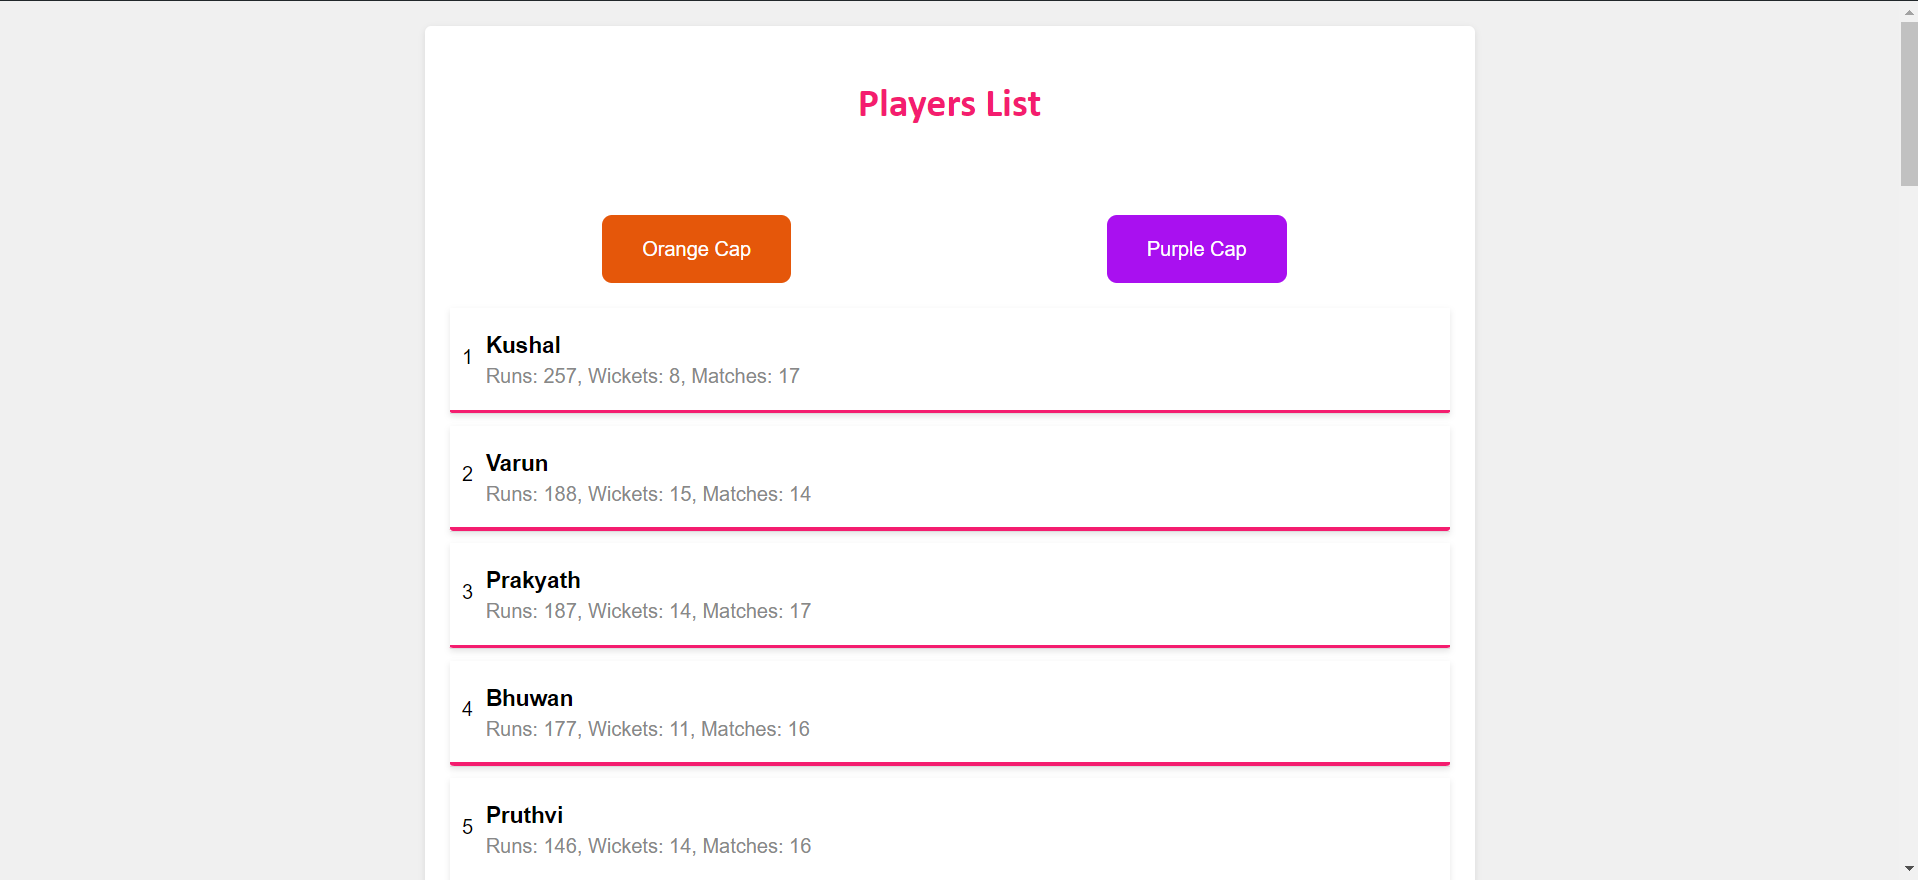 Players List
Orange Cap
Purple Cap
1
Kushal
Runs: 257, Wickets: 8, Matches: 17
2
Varun
Runs: 188, Wickets: 15, Matches: 14
3
Prakyath
Runs: 187, Wickets: 14, Matches: 17
4
Bhuwan
Runs: 177, Wickets: 11, Matches: 16
5
Pruthvi
Runs: 146, Wickets: 14, Matches: 16